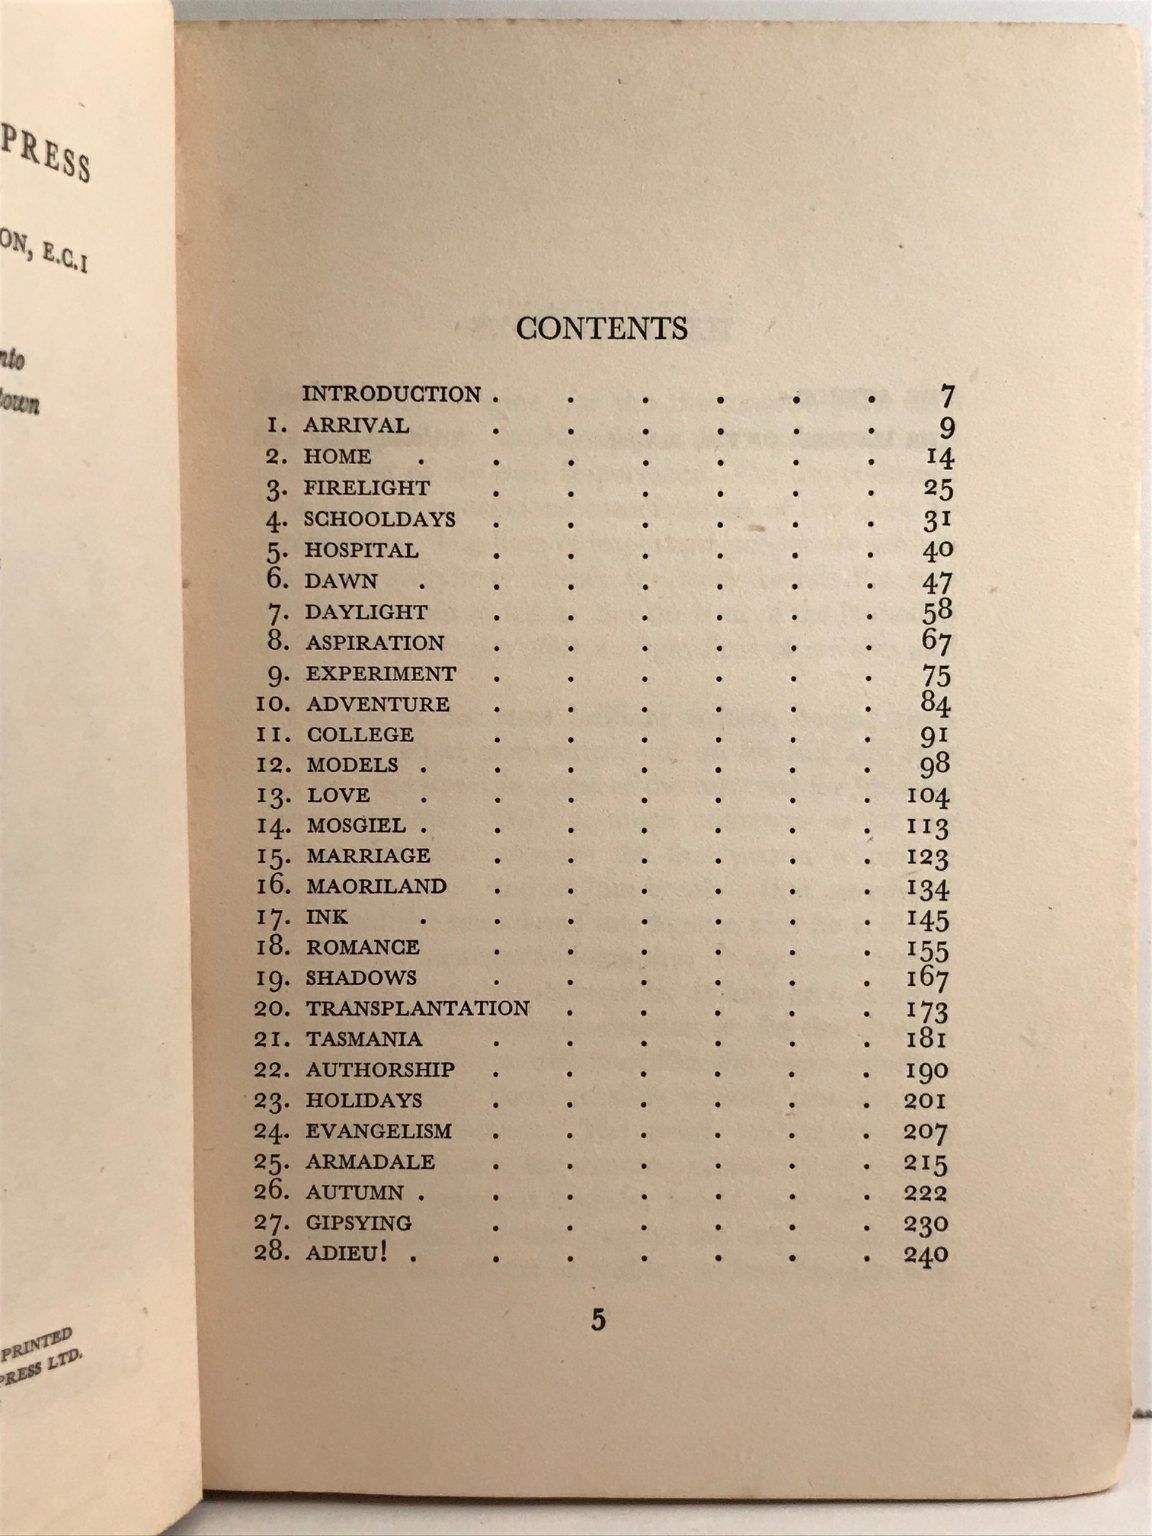 PRESS
ON, E.C.1
nto
town
PRINTED
PRESS LTD.
CONTENTS
INTRODUCTION . . . . . . 7
1. ARRIVAL . . . . . . 9
2. HOME . . . . . . . 14
3. FIRELIGHT . . . . . . 25
4. SCHOOLDAYS . . . . . . 31
5. HOSPITAL . . . . . . 40
6. DAWN . . . . . . . 47
7. DAYLIGHT . . . . . . 58
8. ASPIRATION . . . . . . 67
9. EXPERIMENT . . . . . . 75
10. ADVENTURE . . . . . . 84
11. COLLEGE . . . . . . 91
12. MODELS . . . . . . . 98
13. LOVE . . . . . . . 104
14. MOSGIEL . . . . . . . 113
15. MARRIAGE . . . . . . 123
16. MAORILAND . . . . . . 134
17. INK . . . . . . . 145
18. ROMANCE . . . . . . 155
19. SHADOWS . . . . . . 167
20. TRANSPLANTATION . . . . . 173
21. TASMANIA . . . . . . 181
22. AUTHORSHIP . . . . . . 190
23. HOLIDAYS . . . . . . 201
24. EVANGELISM . . . . . . 207
25. ARMADALE . . . . . . 215
26. AUTUMN . . . . . . . 222
27. GIPSYING . . . . . . 230
28. ADIEU! . . . . . . . 240
5